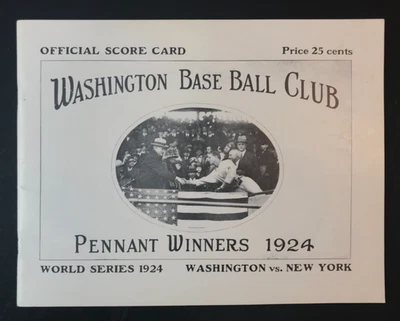 OFFICIAL SCORE CARD Price 25 cents
WASHINGTON BASE BALL CLUB
PENNANT WINNERS 1924
WORLD SERIES 1924 WASHINGTON vs. NEW YORK